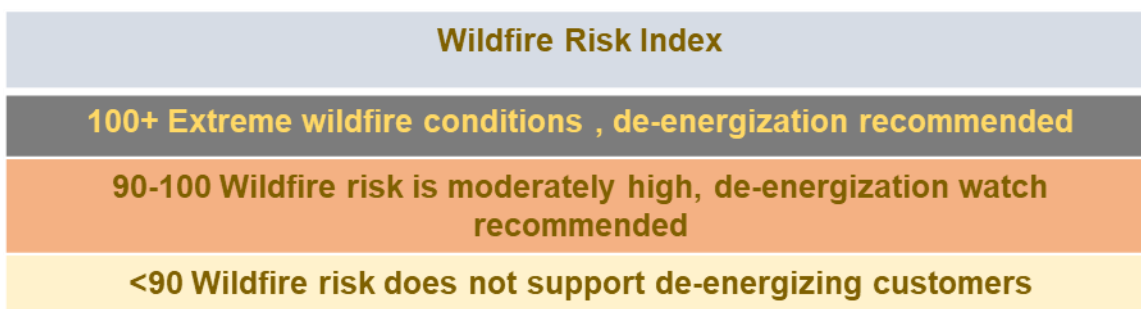 Wildfire Risk Index
100+ Extreme wildfire conditions , de-energization recommended
90-100 Wildfire risk is moderately high, de-energization watch
recommended
<90 Wildfire risk does not support de-energizing customers